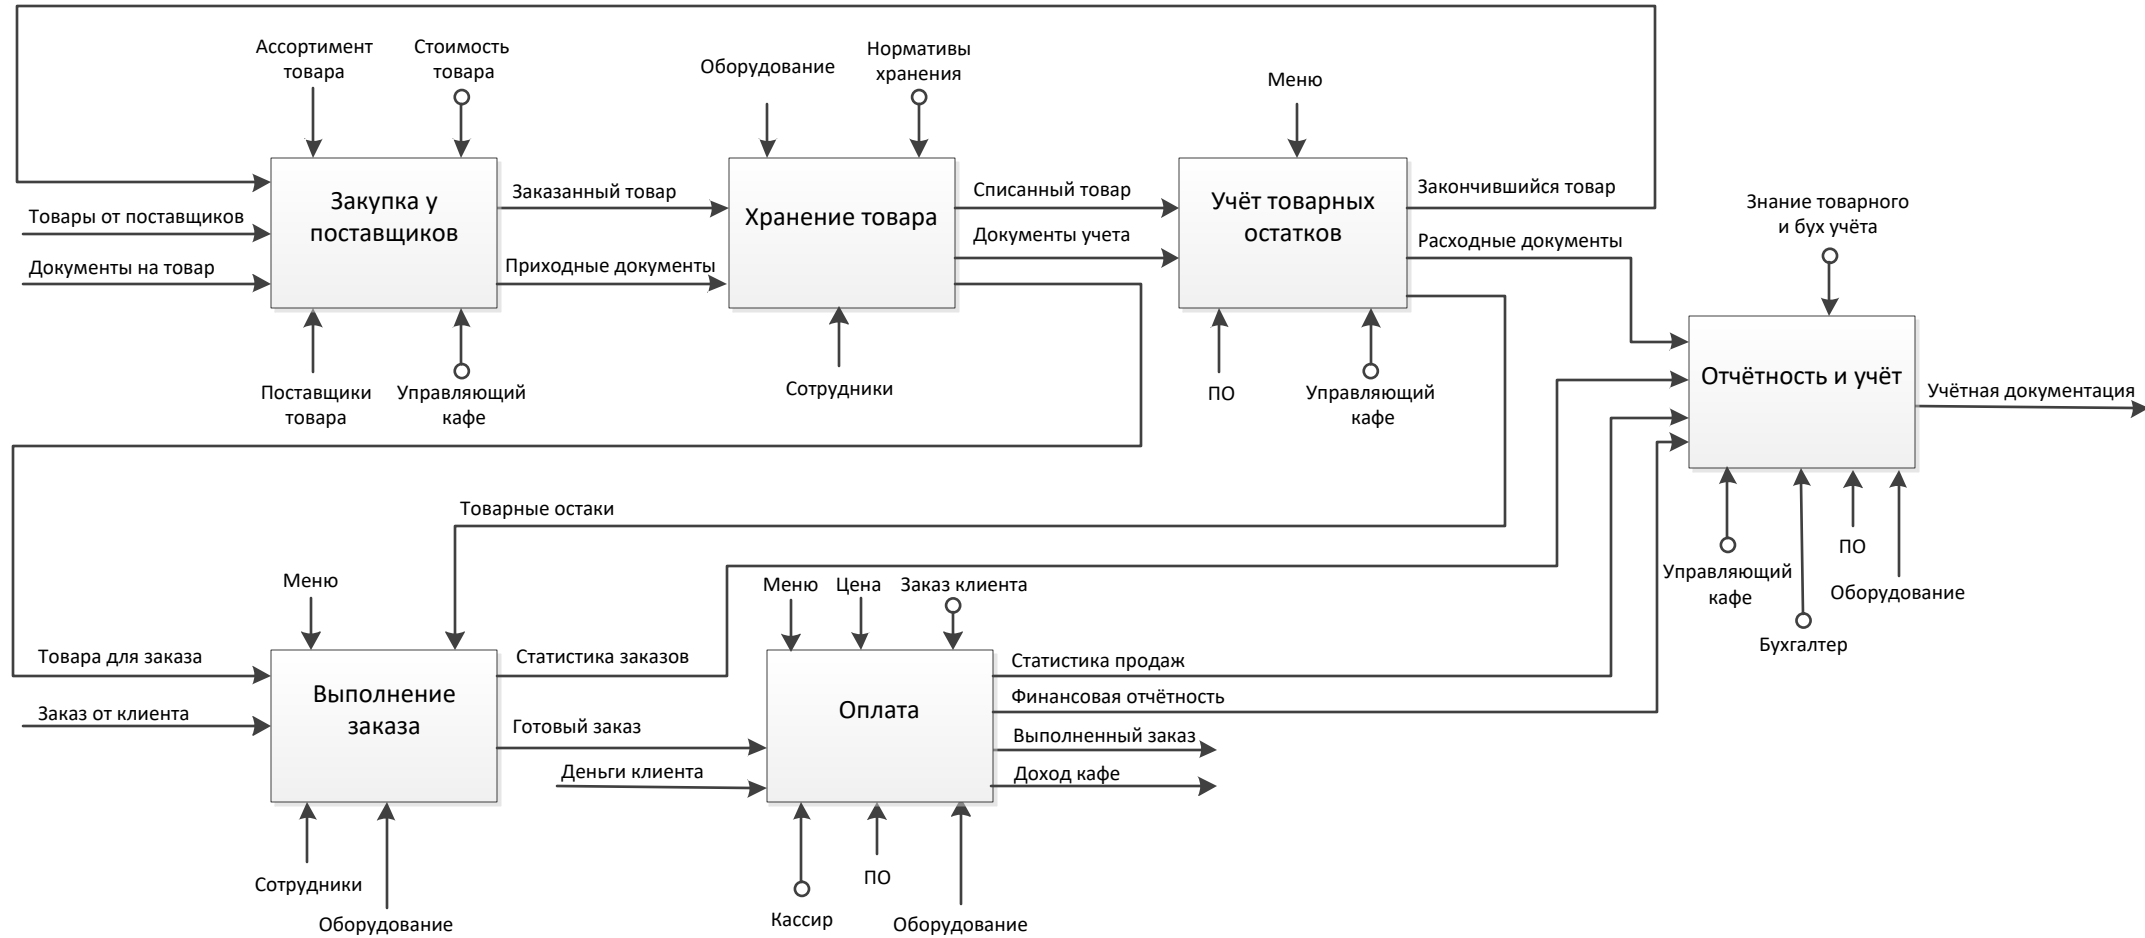 Ассортимент
товара
Стоимость
товара
Оборудование
Нормативы
хранения
Меню
Товары от поставщиков
Документы на товар
Закупка у
поставщиков
Заказанный товар
Приходные документы
Хранение товара
Списанный товар
Документы учета
Учёт товарных
остатков
Закончившийся товар
Расходные документы
Знание товарного
и бух учёта
Поставщики
товара
Управляющий
кафе
Сотрудники
ПО
Управляющий
кафе
Отчётность и учёт
Учётная документация
Товарные остаки
Управляющий
кафе
Бухгалтер
ПО
Оборудование
Меню
Меню
Цена
Заказ клиента
Товара для заказа
Заказ от клиента
Выполнение
заказа
Статистика заказов
Готовый заказ
Деньги клиента
Оплата
Статистика продаж
Финансовая отчётность
Выполненный заказ
Доход кафе
Сотрудники
Оборудование
Кассир
ПО
Оборудование